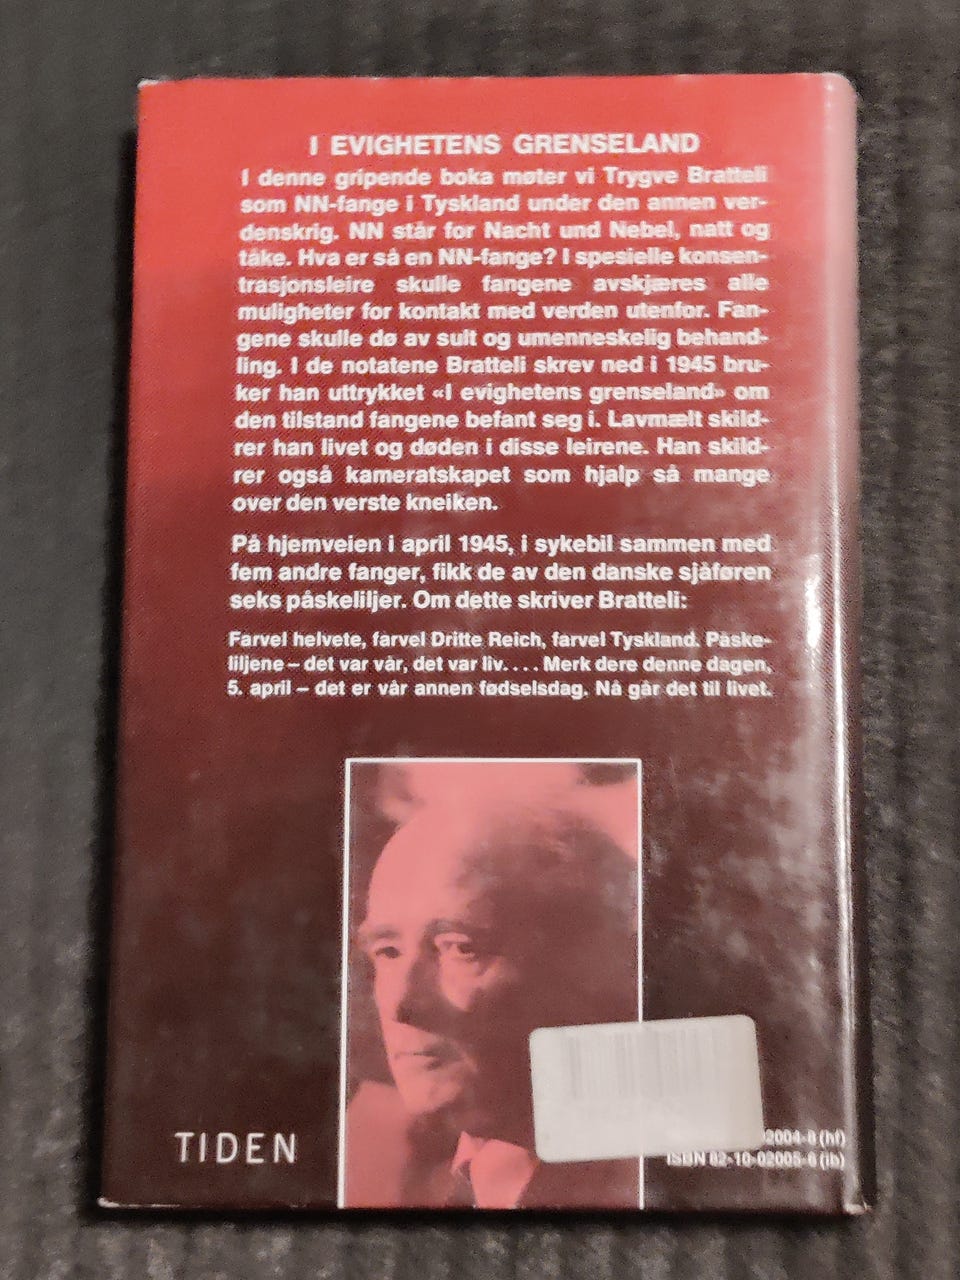 I EVIGHETENS GRENSELAND
I denne gripende boka møter vi Trygve Bratteli
som NN-fange i Tyskland under den annen ver-
denskrig. NN står for Nacht und Nebel, natt og
tåke. Hva er så en NN-fange? I spesielle konsen-
trasjonsleire skulle fangene avskjæres alle
muligheter for kontakt med verden utenfor. Fan-
gene skulle dø av sult og umenneskelig behand-
ling. I de notatene Bratteli skrev ned i 1945 bru-
ker han uttrykket «I evighetens grenseland» om
den tilstand fangene befant seg i. Lavmælt skild-
rer han livet og døden i disse leirene. Han skild-
rer også kameratskapet som hjalp så mange
over den verste kneiken.
På hjemveien i april 1945, i sykebil sammen med
fem andre fanger, fikk de av den danske sjåføren
seks påskeliljer. Om dette skriver Bratteli:
Farvel helvete, farvel Dritte Reich, farvel Tyskland. Påske-
liljene – det var vår, det var liv. . . . Merk dere denne dagen,
5. april – det er vår annen fødselsdag. Nå går det til livet.
TIDEN
02004-8 (hf)
ISBN 82-10-02005-6 (ib)